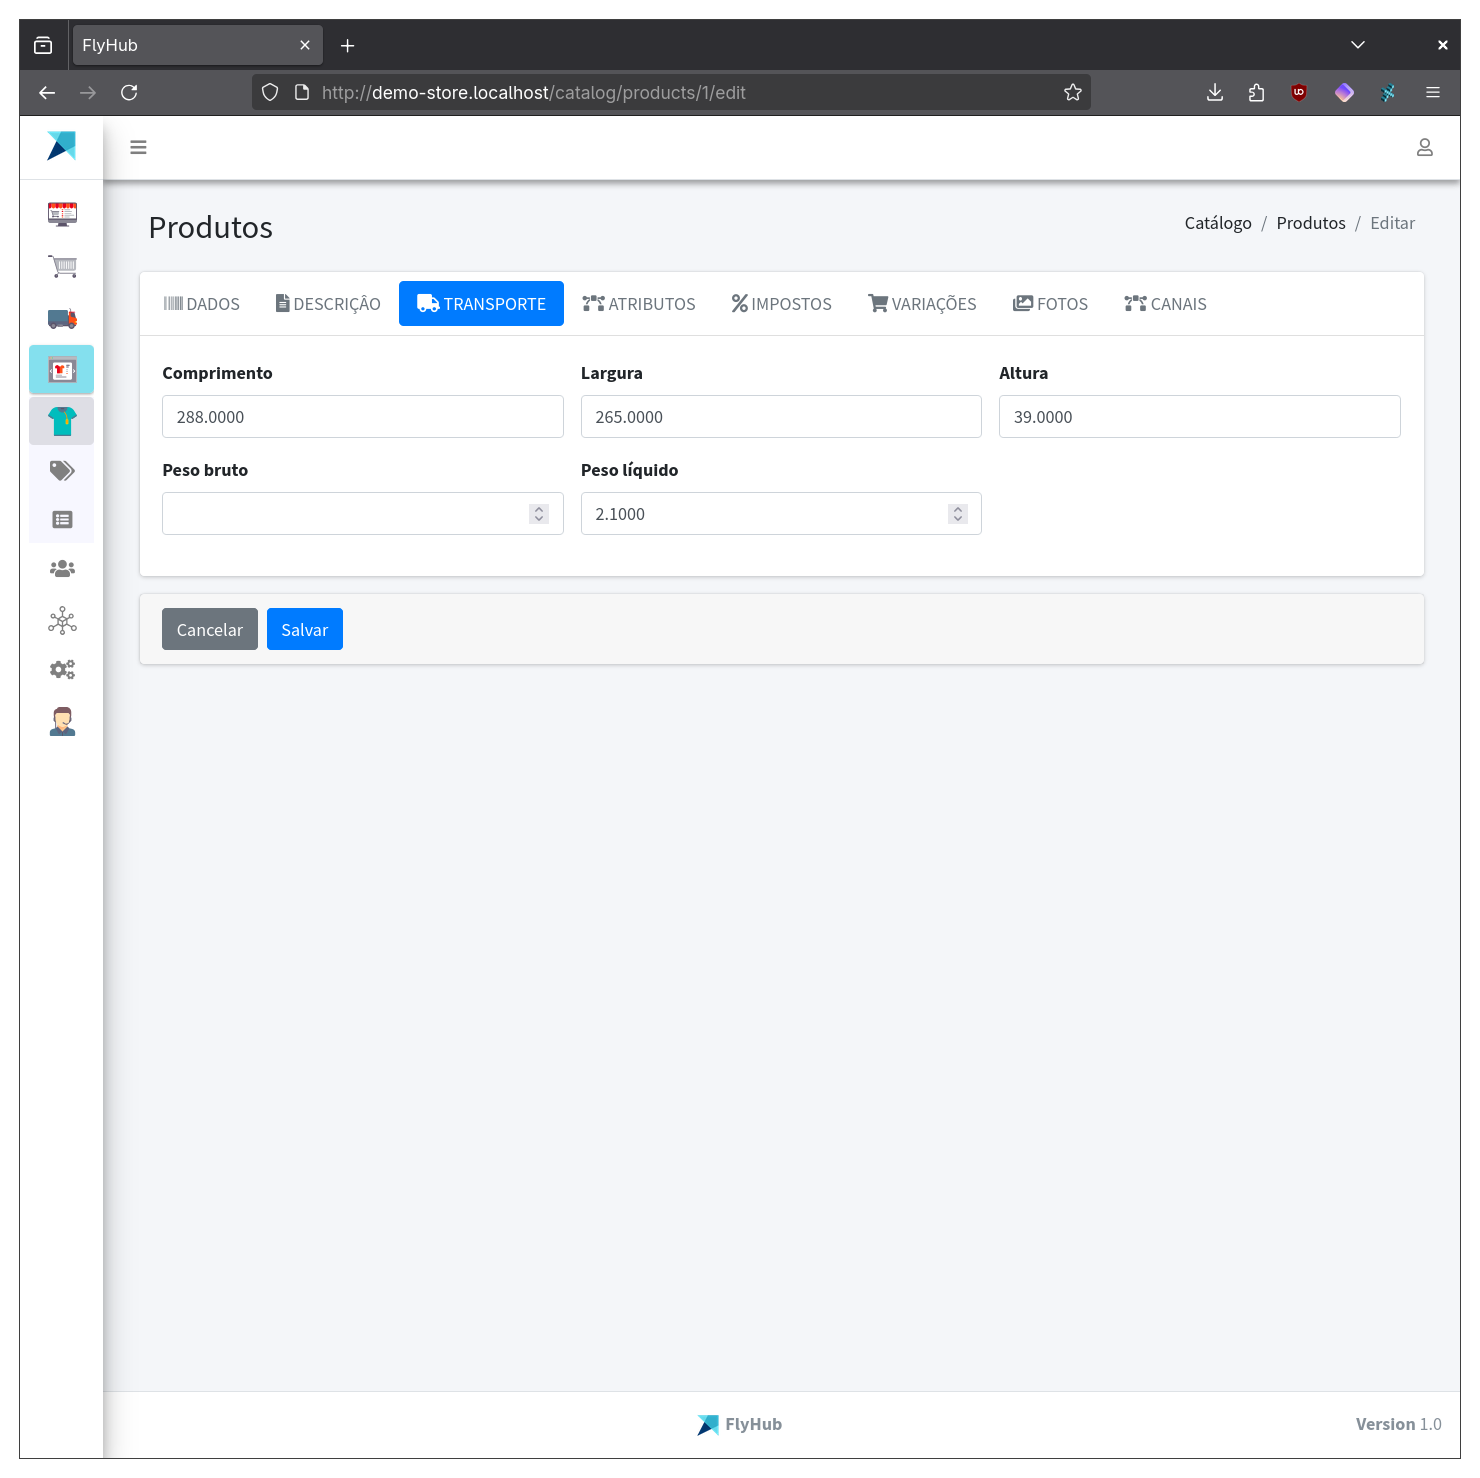 FlyHub
http://demo-store.localhost/catalog/products/1/edit
Produtos
Catálogo / Produtos / Editar
DADOS DESCRIÇÂO TRANSPORTE ATRIBUTOS IMPOSTOS VARIAÇÕES FOTOS CANAIS
Comprimento Largura Altura
288.0000 265.0000 39.0000
Peso bruto Peso líquido
2.1000
Cancelar Salvar
FlyHub
Version 1.0